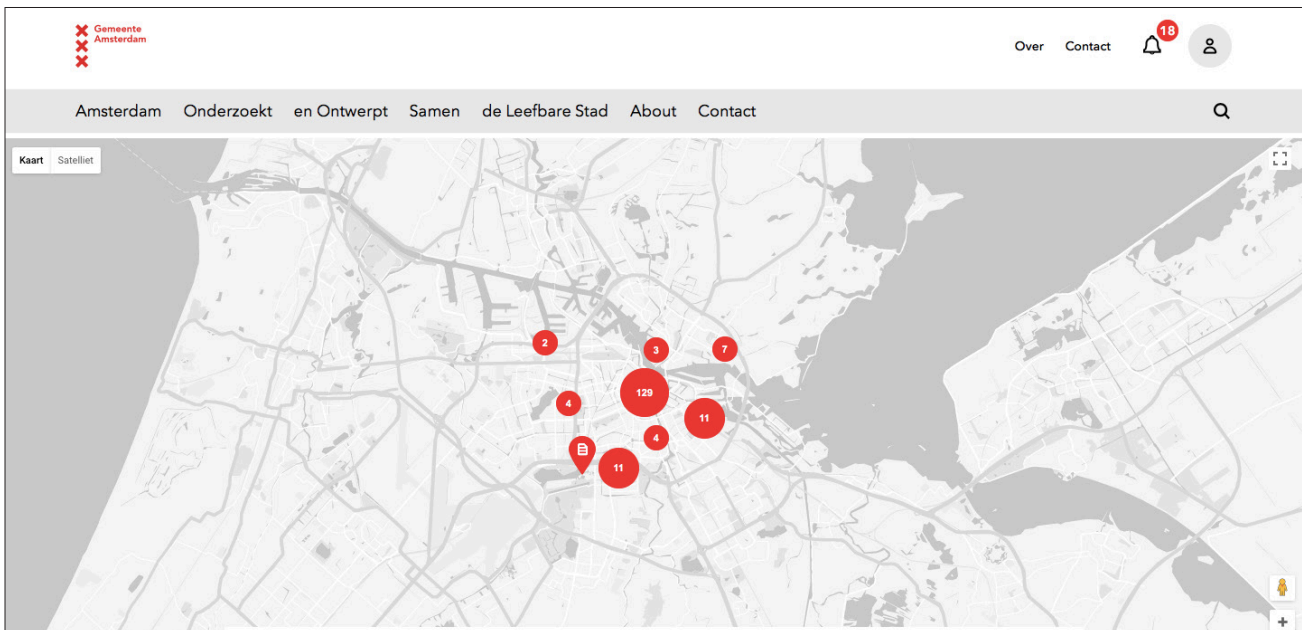 Gemeente
Amsterdam
Over Contact 18
Amsterdam Onderzoekt en Ontwerpt Samen de Leefbare Stad About Contact
Kaart Satelliet
2
3
7
129
4
11
4
11
+